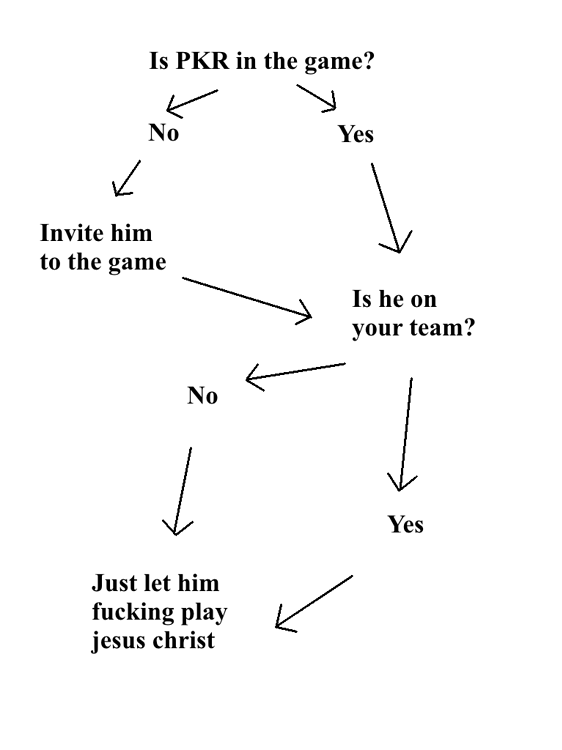 Is PKR in the game?
No
Yes
Invite him
to the game
Is he on
your team?
No
Yes
Just let him
fucking play
jesus christ